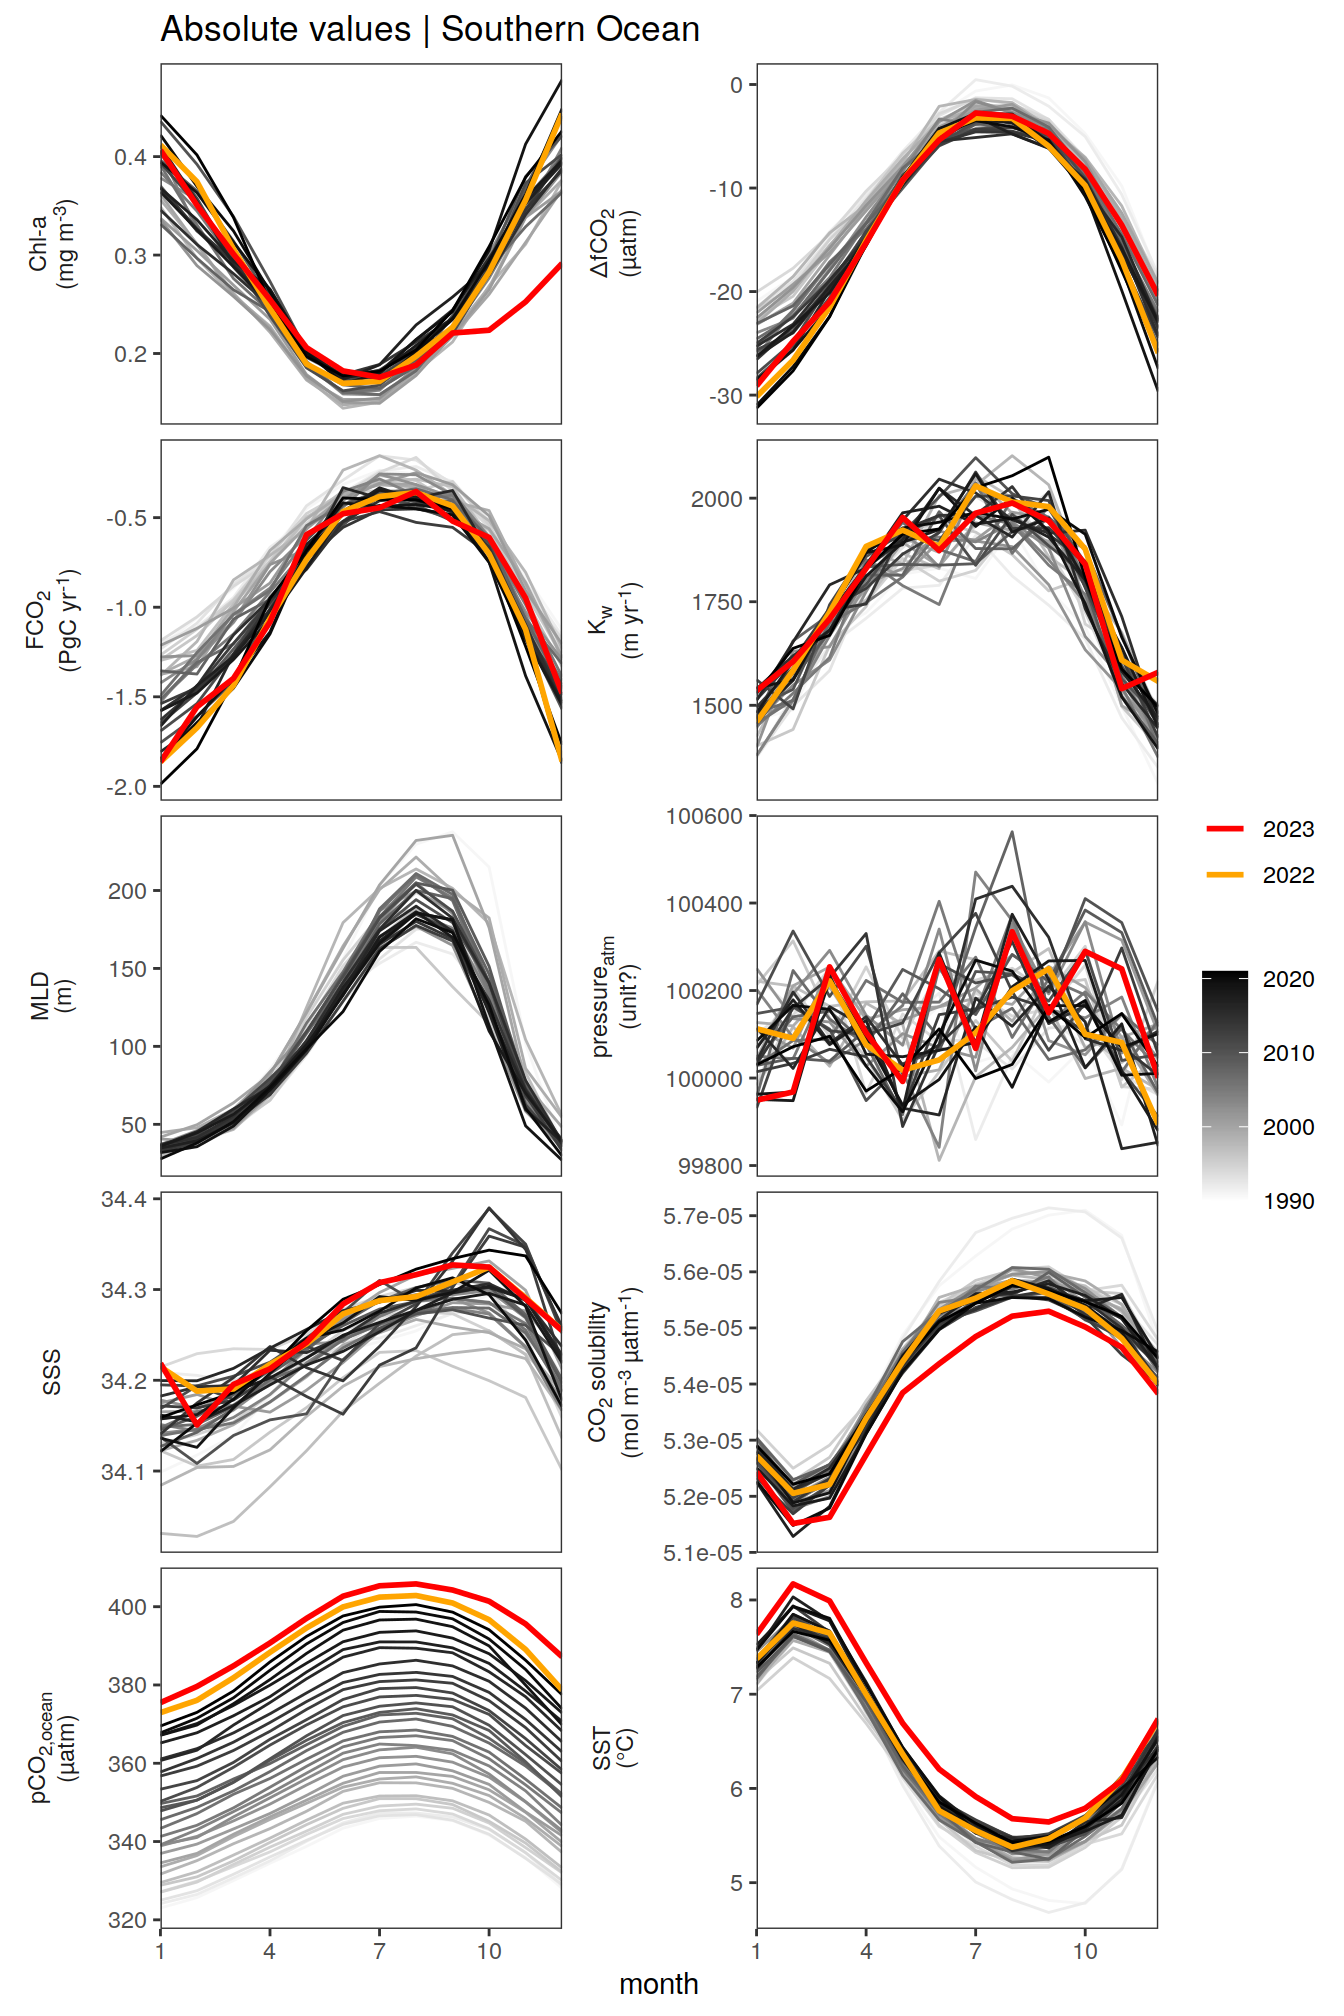 Absolute values | Southern Ocean
Chl-a
(mg m-3)
0.4
0.3
0.2
ΔfCO2
(µatm)
0
-10
-20
-30
FCO2
(PgC yr-1)
-0.5
-1.0
-1.5
-2.0
Kw
(m yr-1)
2000
1750
1500
MLD
(m)
200
150
100
50
pressureatm
(unit?)
100600
100400
100200
100000
99800
SSS
34.4
34.3
34.2
34.1
CO2 solubility
(mol m-3 µatm-1)
5.7e-05
5.6e-05
5.5e-05
5.4e-05
5.3e-05
5.2e-05
5.1e-05
pCO2,ocean
(µatm)
400
380
360
340
320
1 4 7 10
SST
(°C)
8
7
6
5
1 4 7 10
month
2023
2022
2020
2010
2000
1990